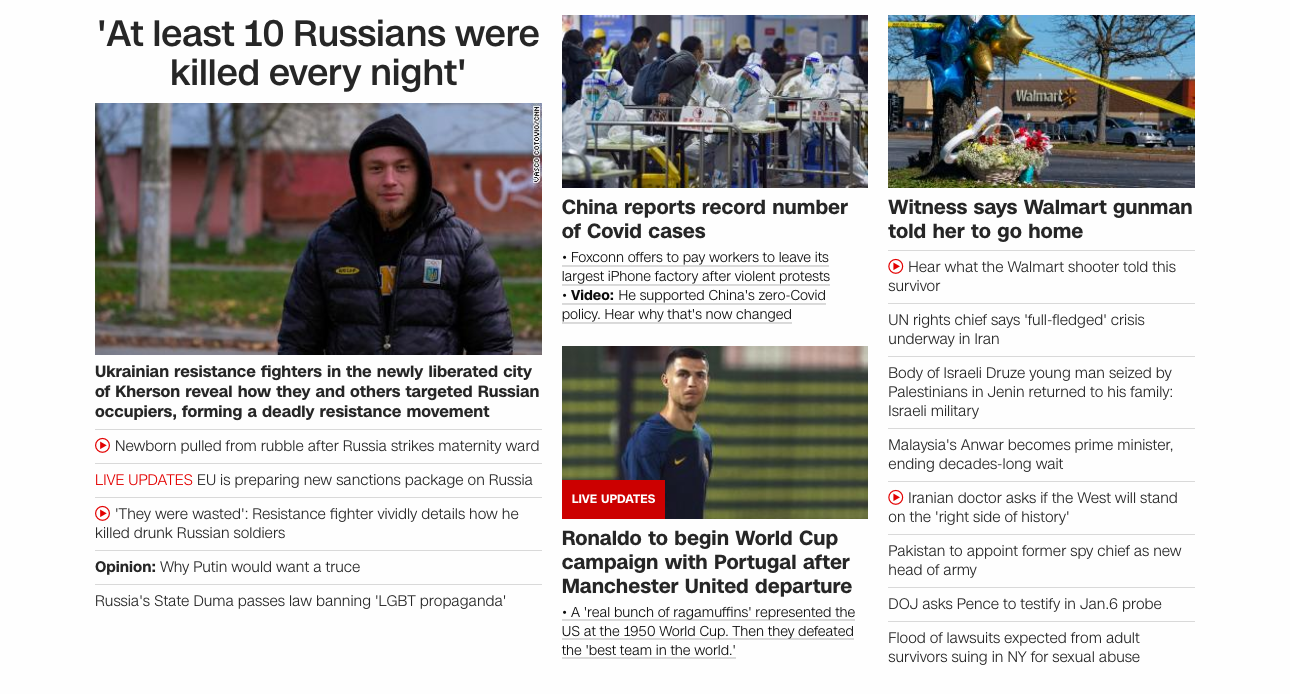 'At least 10 Russians were
killed every night'
VASCO COTOVIO/CNN
Ukrainian resistance fighters in the newly liberated city
of Kherson reveal how they and others targeted Russian
occupiers, forming a deadly resistance movement
Newborn pulled from rubble after Russia strikes maternity ward
LIVE UPDATES EU is preparing new sanctions package on Russia
'They were wasted': Resistance fighter vividly details how he
killed drunk Russian soldiers
Opinion: Why Putin would want a truce
Russia's State Duma passes law banning 'LGBT propaganda'
China reports record number
of Covid cases
• Foxconn offers to pay workers to leave its
largest iPhone factory after violent protests
• Video: He supported China's zero-Covid
policy. Hear why that's now changed
LIVE UPDATES
Ronaldo to begin World Cup
campaign with Portugal after
Manchester United departure
• A 'real bunch of ragamuffins' represented the
US at the 1950 World Cup. Then they defeated
the 'best team in the world.'
Walmart
Witness says Walmart gunman
told her to go home
Hear what the Walmart shooter told this
survivor
UN rights chief says 'full-fledged' crisis
underway in Iran
Body of Israeli Druze young man seized by
Palestinians in Jenin returned to his family:
Israeli military
Malaysia's Anwar becomes prime minister,
ending decades-long wait
Iranian doctor asks if the West will stand
on the 'right side of history'
Pakistan to appoint former spy chief as new
head of army
DOJ asks Pence to testify in Jan.6 probe
Flood of lawsuits expected from adult
survivors suing in NY for sexual abuse